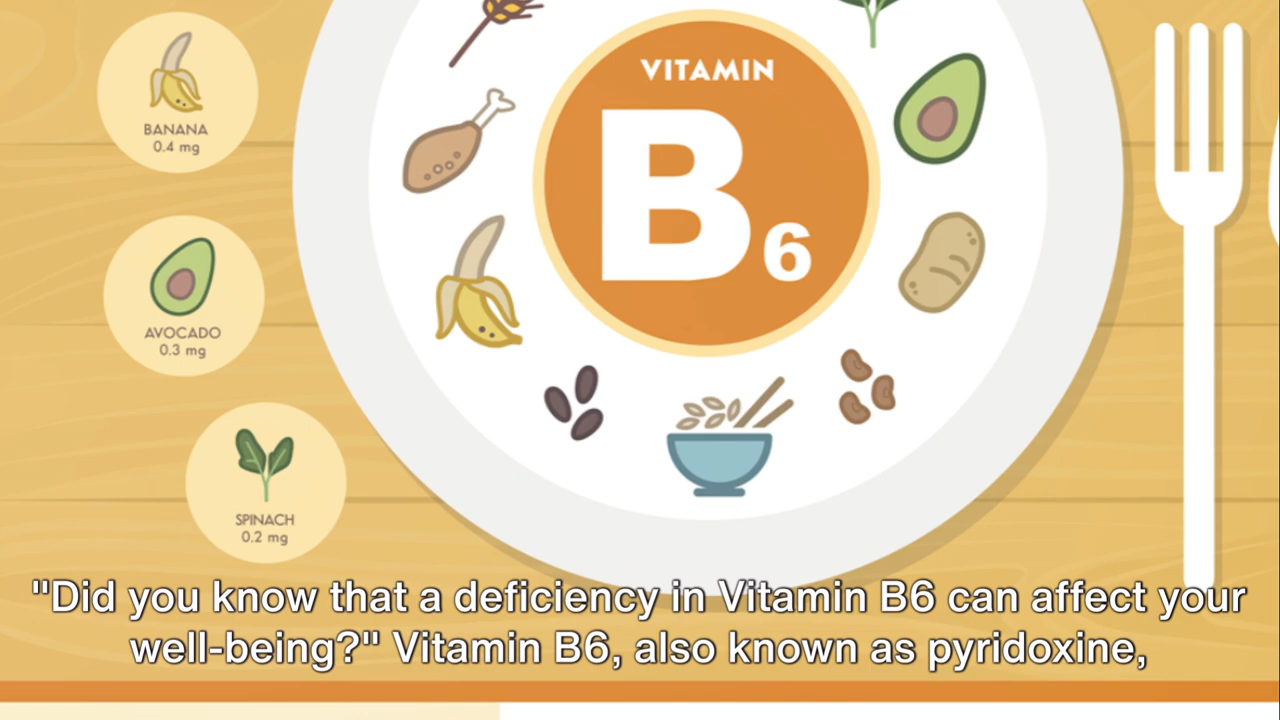 BANANA
0.4 mg
AVOCADO
0.3 mg
SPINACH
0.2 mg
VITAMIN
B6
"Did you know that a deficiency in Vitamin B6 can affect your
well-being?" Vitamin B6, also known as pyridoxine,